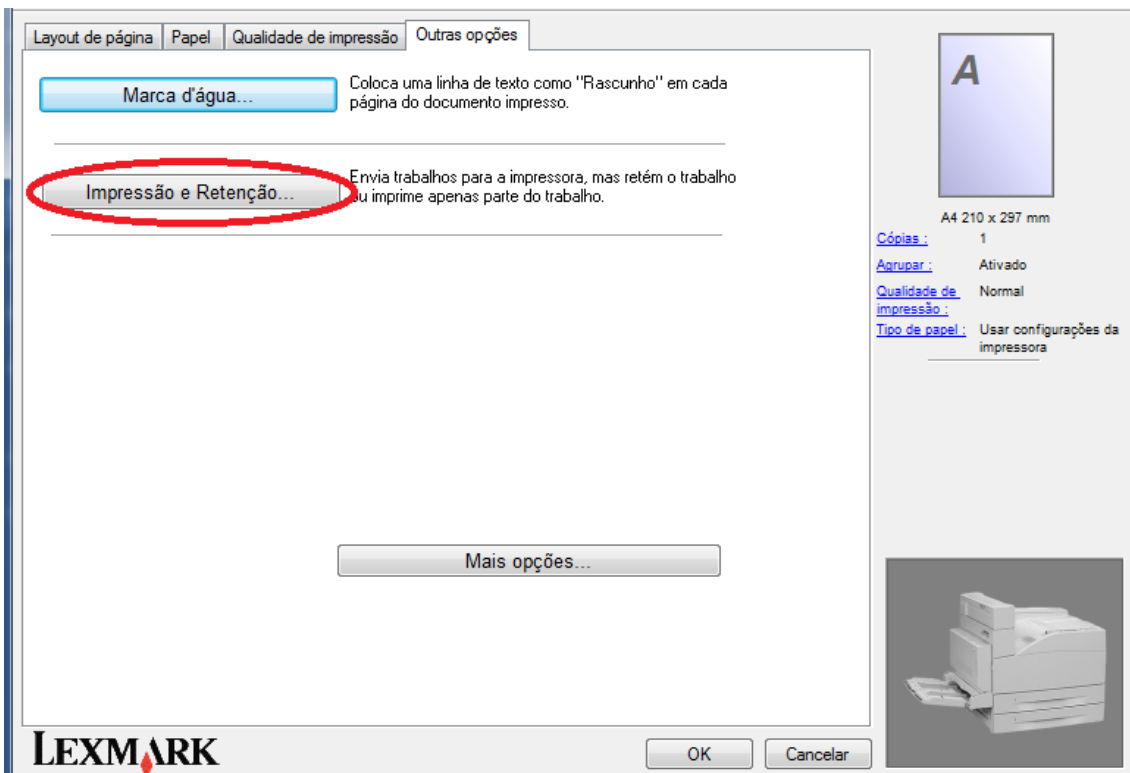 Layout de página
Papel
Qualidade de impressão
Outras opções
Marca d'água...
Coloca uma linha de texto como "Rascunho" em cada
página do documento impresso.
Impressão e Retenção...
Envia trabalhos para a impressora, mas retém o trabalho
ou imprime apenas parte do trabalho.
Mais opções...
A
A4 210 x 297 mm
Cópias : 1
Agrupar : Ativado
Qualidade de Normal
impressão :
Tipo de papel : Usar configurações da
impressora
LEXMARK
OK
Cancelar